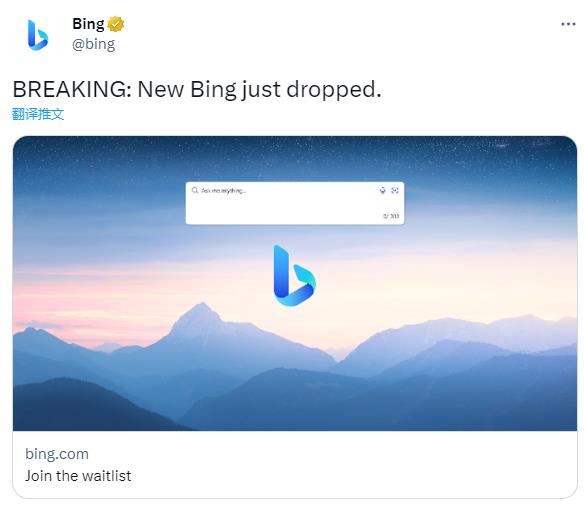 Bing
@bing
BREAKING: New Bing just dropped.
翻译推文
Ask me anything...
bing.com
Join the waitlist